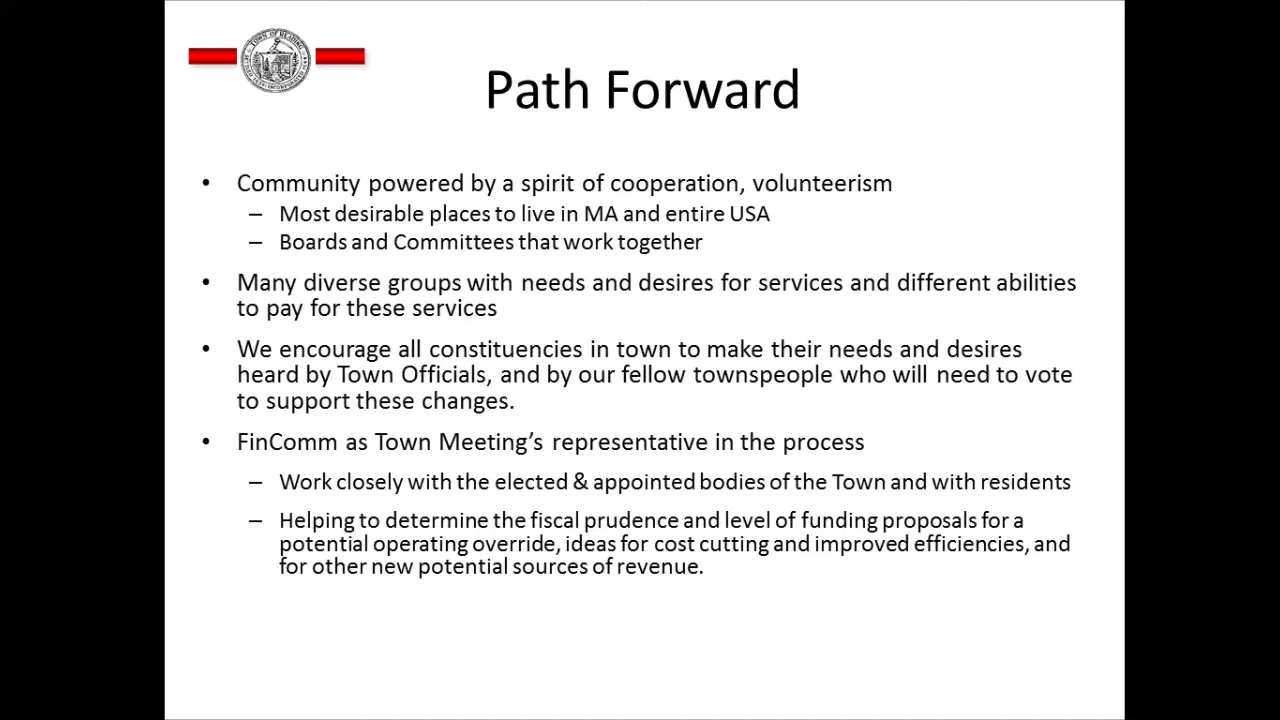 TOWN OF READING
Path Forward
• Community powered by a spirit of cooperation, volunteerism
– Most desirable places to live in MA and entire USA
– Boards and Committees that work together
• Many diverse groups with needs and desires for services and different abilities
to pay for these services
• We encourage all constituencies in town to make their needs and desires
heard by Town Officials, and by our fellow townspeople who will need to vote
to support these changes.
• FinComm as Town Meeting’s representative in the process
– Work closely with the elected & appointed bodies of the Town and with residents
– Helping to determine the fiscal prudence and level of funding proposals for a
potential operating override, ideas for cost cutting and improved efficiencies, and
for other new potential sources of revenue.